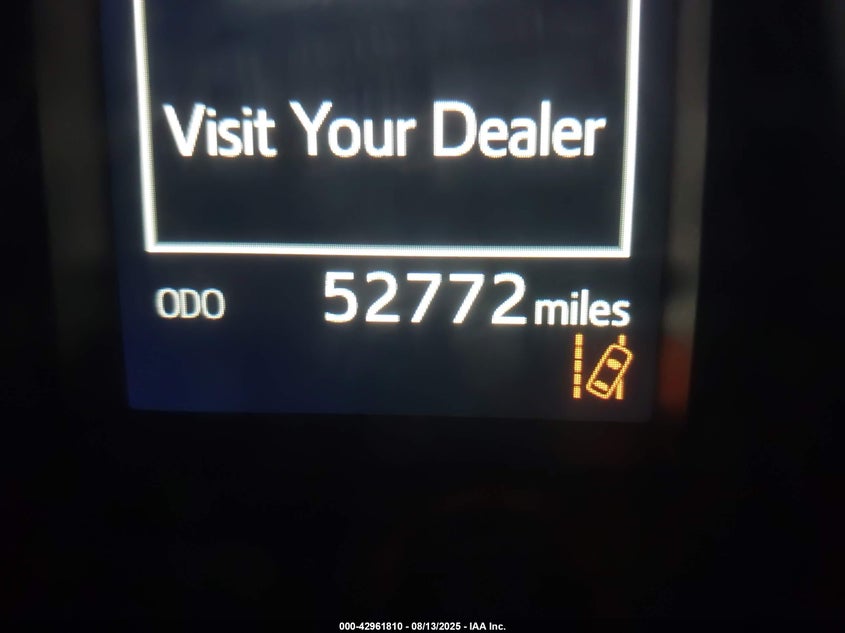 Visit Your Dealer
ODO 52772 miles
000-42961810 - 08/13/2025 - IAA Inc.